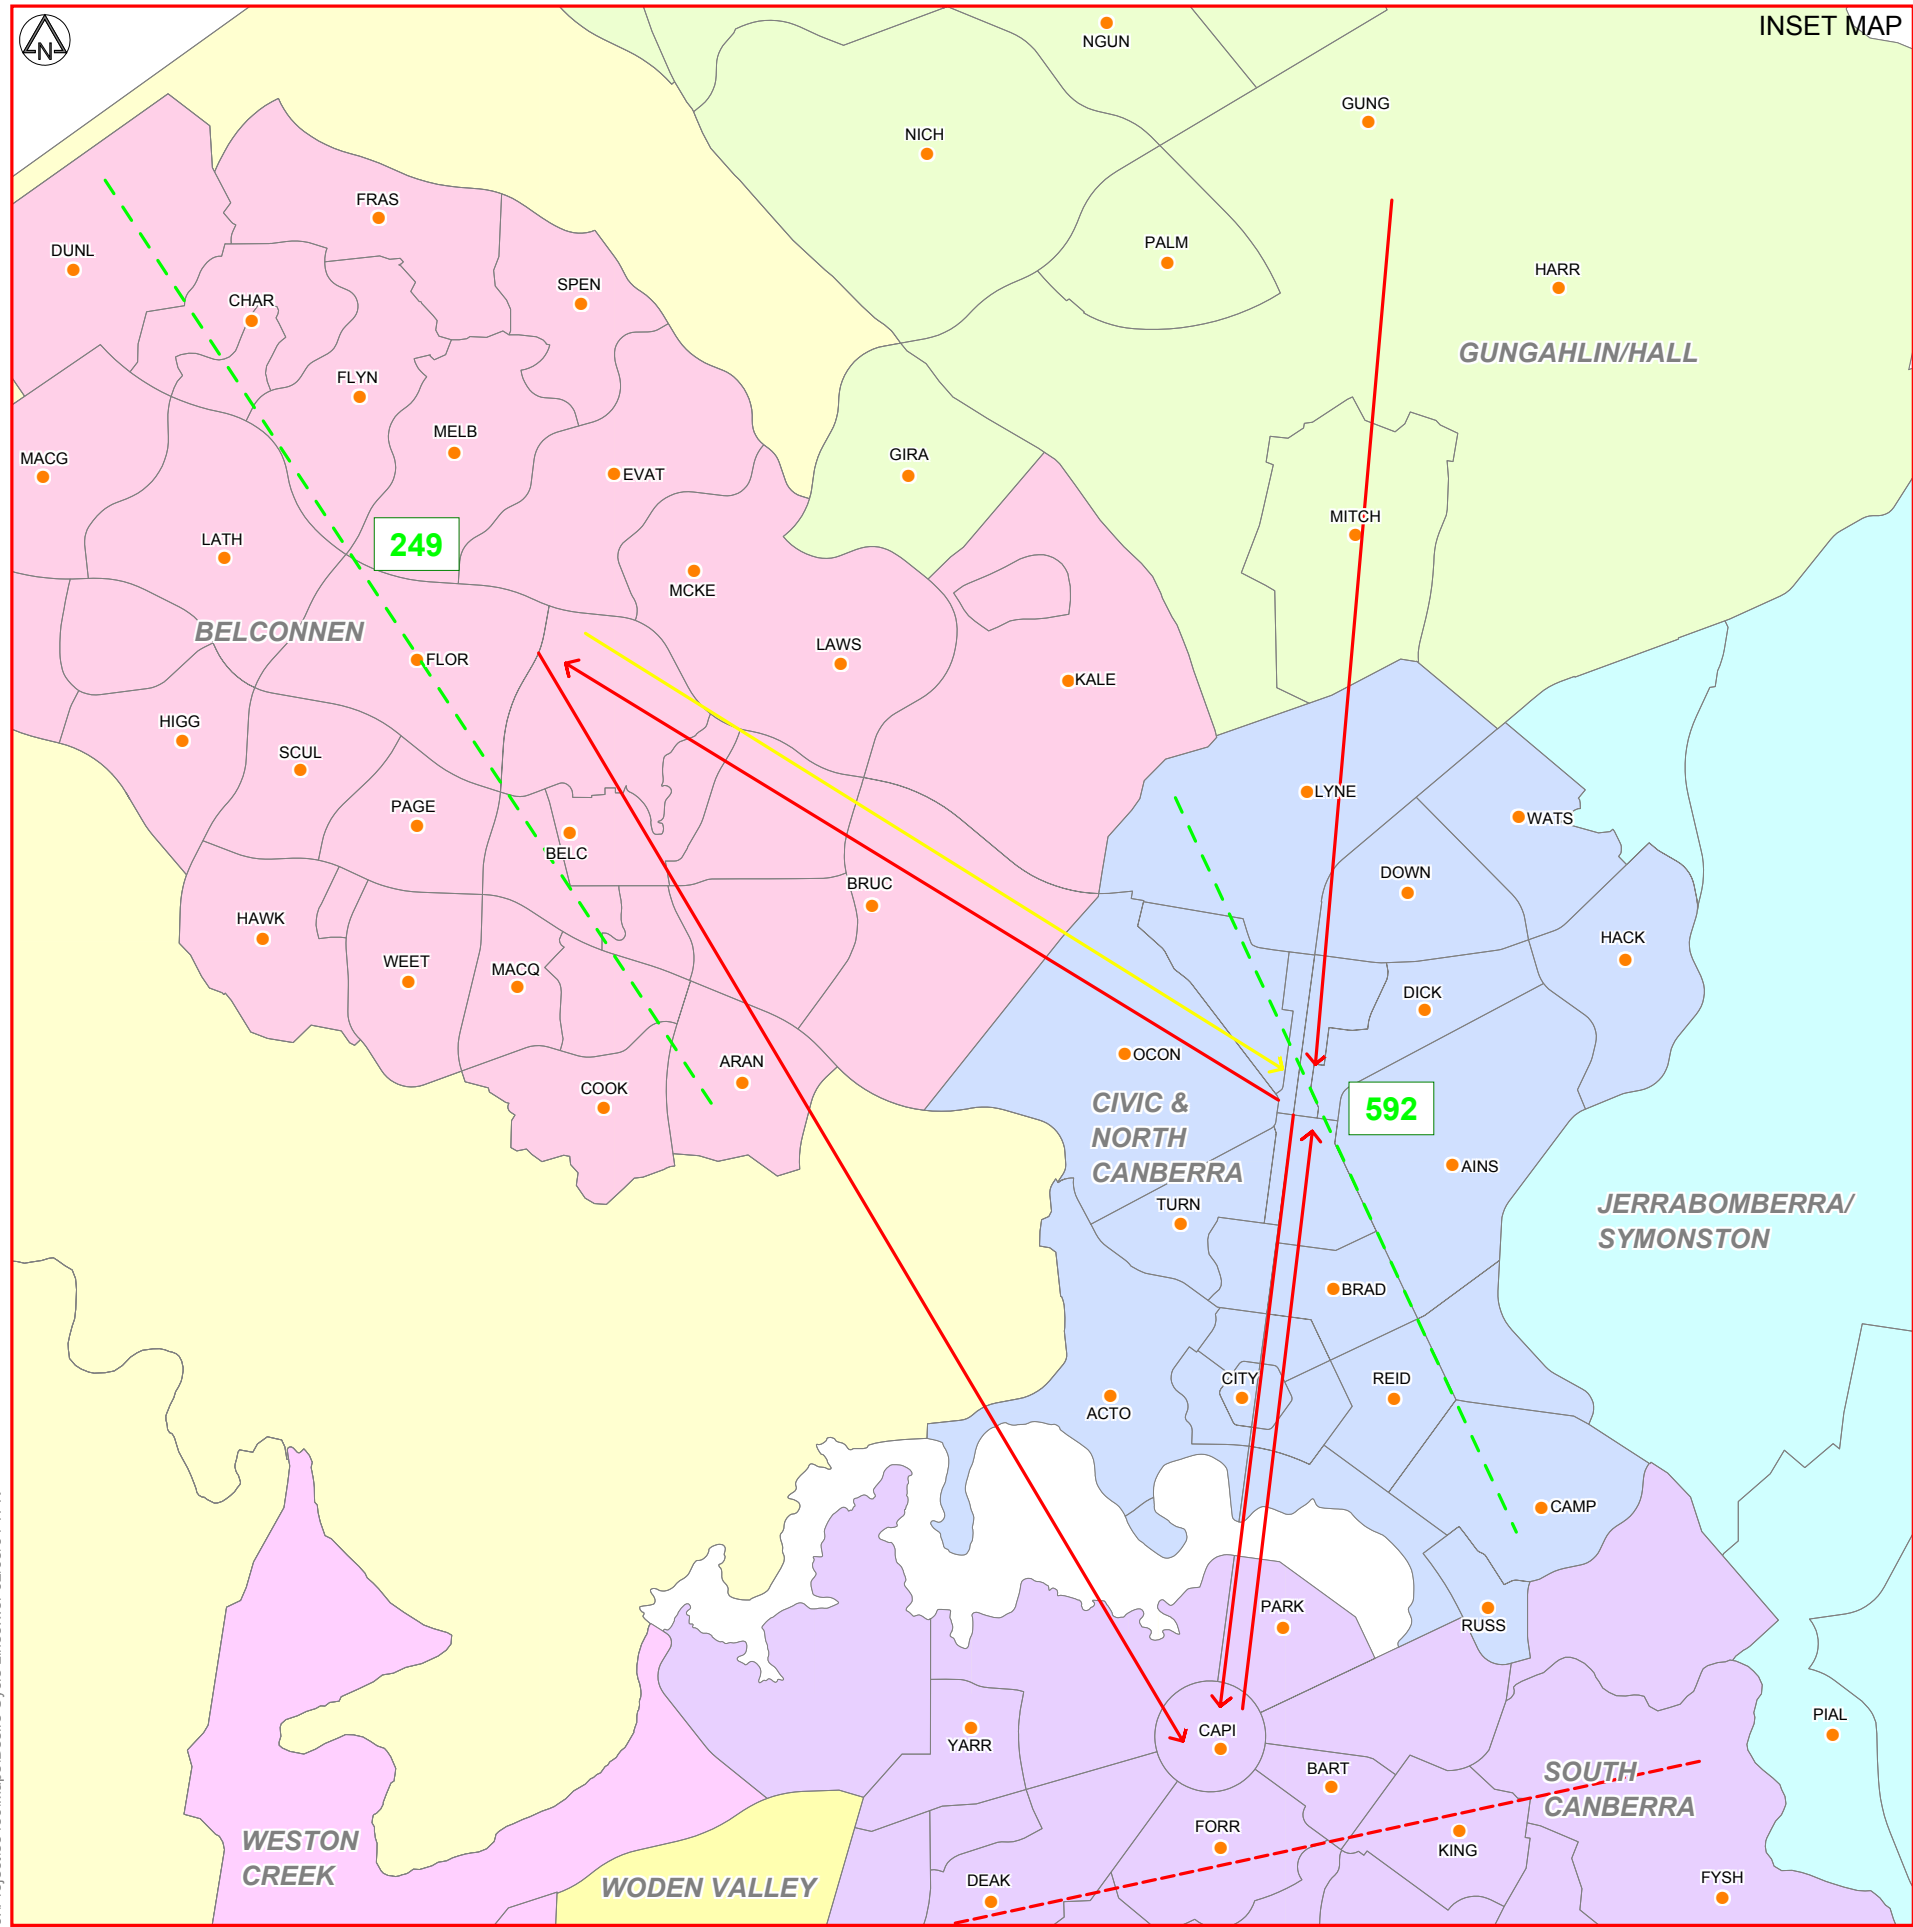 INSET MAP
N
NGUN
GUNG
NICH
FRAS
PALM
DUNL
HARR
SPEN
CHAR
GUNGAHLIN/HALL
FLYN
MELB
GIRA
MACG
EVAT
MITCH
LATH
249
MCKE
BELCONNEN
LAWS
FLOR
KALE
HIGG
SCUL
LYNE
PAGE
WATS
BELC
DOWN
BRUC
HAWK
HACK
WEET
MACQ
DICK
OCON
ARAN
COOK
CIVIC &
NORTH
CANBERRA
592
AINS
TURN
JERRABOMBERRA/
SYMONSTON
BRAD
CITY
REID
ACTO
CAMP
PARK
RUSS
CAPI
YARR
PIAL
BART
SOUTH
CANBERRA
FORR
WESTON
CREEK
KING
WODEN VALLEY
DEAK
FYSH